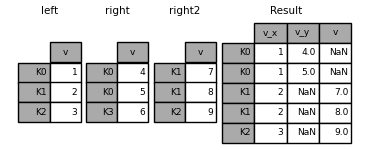 left right right2 Result
v v v v_x v_y v
K0 1 K0 4 K1 7 K0 1 4.0 NaN
K1 2 K0 5 K1 8 K0 1 5.0 NaN
K2 3 K3 6 K2 9 K1 2 NaN 7.0
K1 2 NaN 8.0
K2 3 NaN 9.0